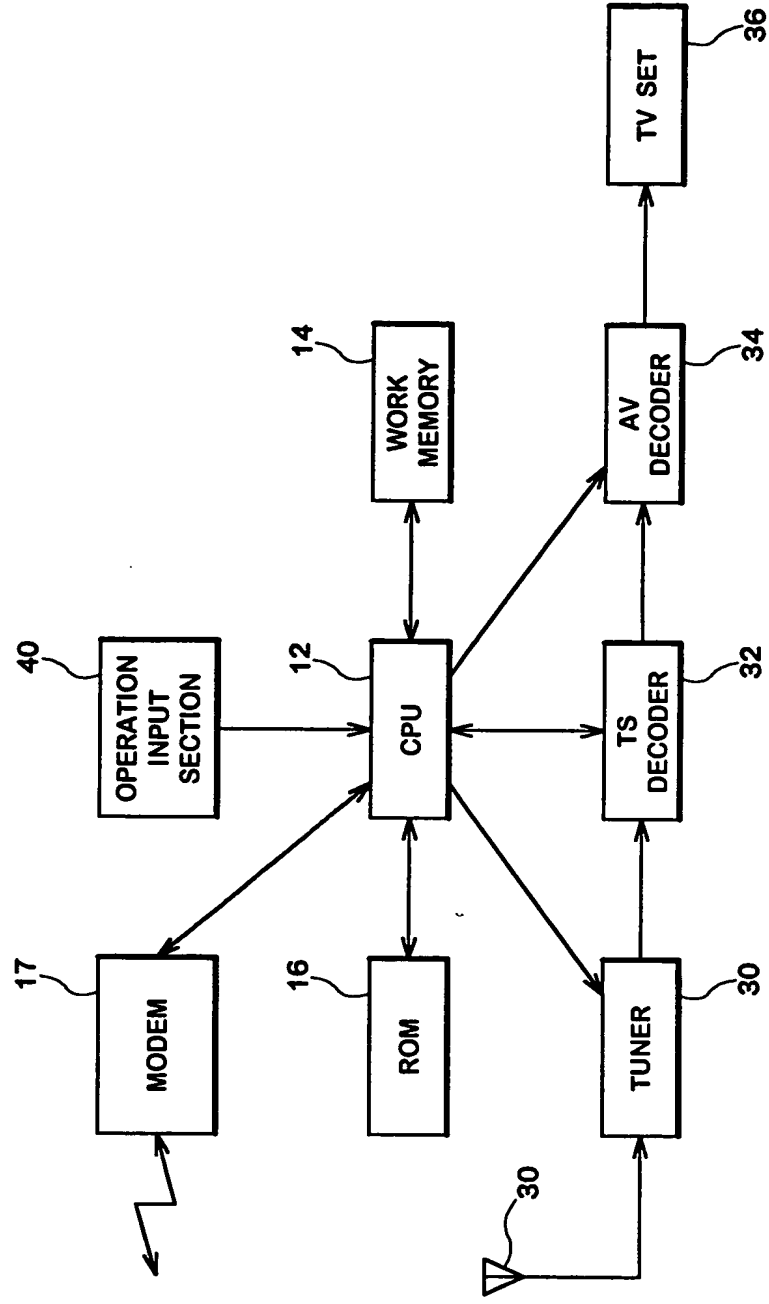 17
MODEM
40
OPERATION
INPUT
SECTION
16
ROM
12
CPU
14
WORK
MEMORY
30
TUNER
30
TS
DECODER
32
AV
DECODER
34
TV SET
36